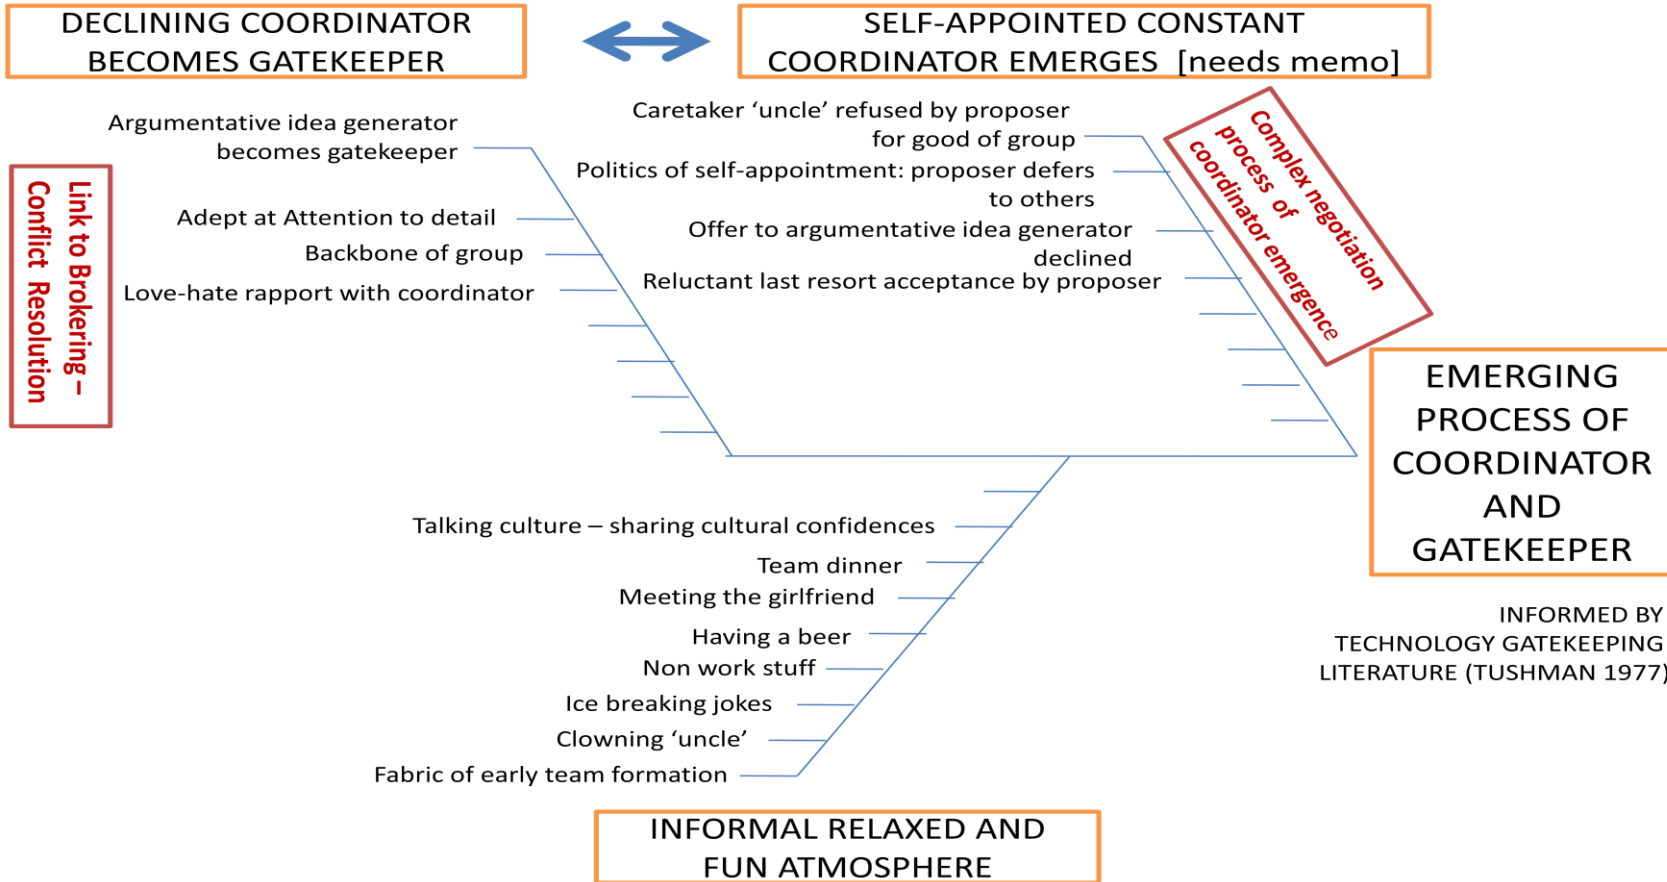 DECLINING COORDINATOR
BECOMES GATEKEEPER
SELF-APPOINTED CONSTANT
COORDINATOR EMERGES [needs memo]
Argumentative idea generator
becomes gatekeeper
Adept at Attention to detail
Backbone of group
Love-hate rapport with coordinator
Link to Brokering –
Conflict Resolution
Caretaker ‘uncle’ refused by proposer
for good of group
Politics of self-appointment: proposer defers
to others
Offer to argumentative idea generator
declined
Reluctant last resort acceptance by proposer
Complex negotiation
process of
coordinator emergence
EMERGING
PROCESS OF
COORDINATOR
AND
GATEKEEPER
INFORMED BY
TECHNOLOGY GATEKEEPING
LITERATURE (TUSHMAN 1977)
Talking culture – sharing cultural confidences
Team dinner
Meeting the girlfriend
Having a beer
Non work stuff
Ice breaking jokes
Clowning ‘uncle’
Fabric of early team formation
INFORMAL RELAXED AND
FUN ATMOSPHERE